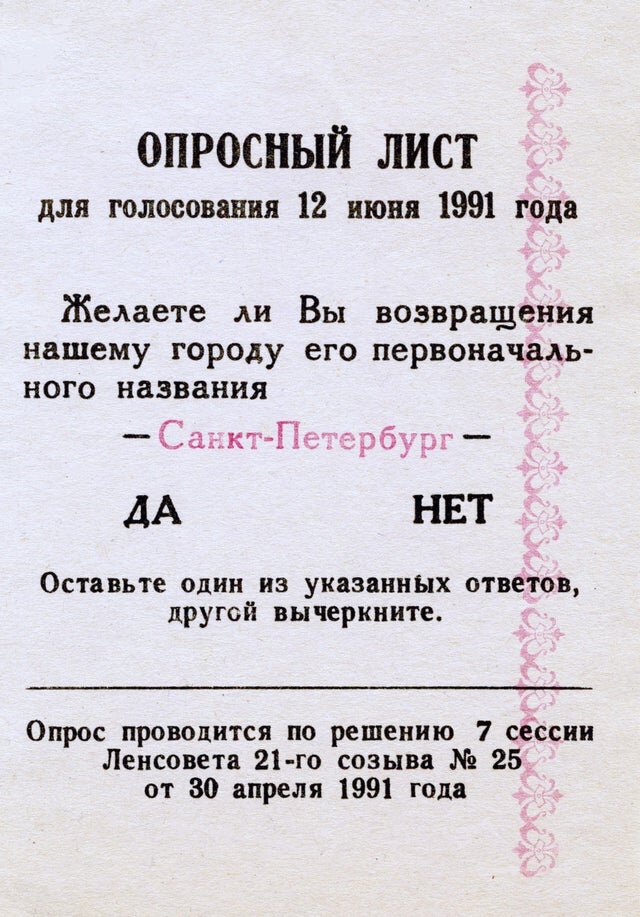 ОПРОСНЫЙ ЛИСТ
для голосования 12 июня 1991 года
Желаете ли Вы возвращения
нашему городу его первоначаль-
ного названия
— Санкт-Петербург —
ДА НЕТ
Оставьте один из указанных ответов,
другой вычеркните.
Опрос проводится по решению 7 сессии
Ленсовета 21-го созыва № 25
от 30 апреля 1991 года